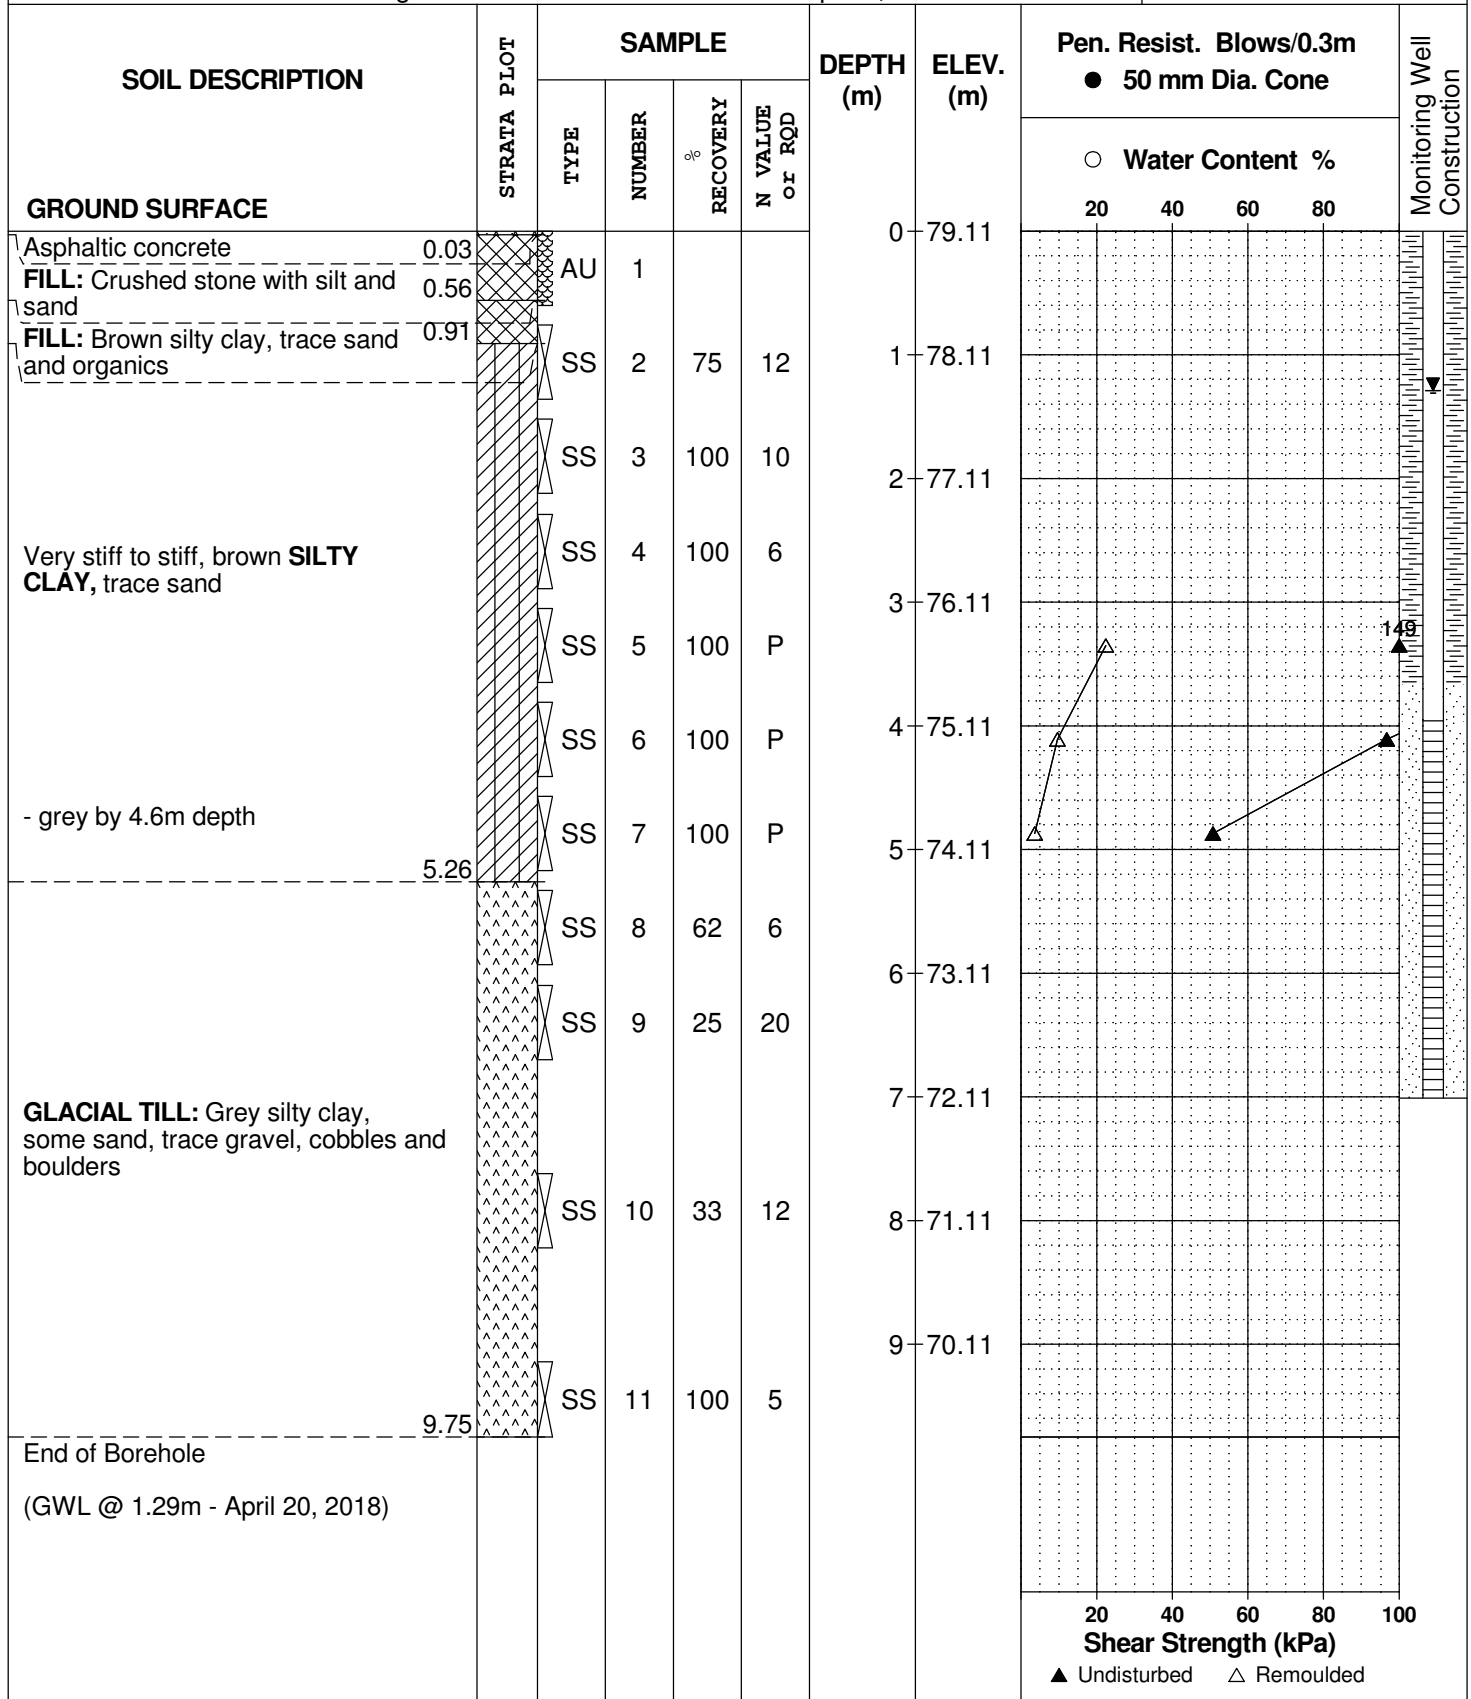 SOIL DESCRIPTION
GROUND SURFACE
STRATA PLOT
SAMPLE
TYPE
NUMBER
%
RECOVERY
N VALUE
or RQD
DEPTH
(m)
ELEV.
(m)
Pen. Resist. Blows/0.3m
● 50 mm Dia. Cone
○ Water Content %
20 40 60 80
Monitoring Well
Construction
0 79.11
Asphaltic concrete 0.03
FILL: Crushed stone with silt and 0.56
sand
AU 1
FILL: Brown silty clay, trace sand 0.91
and organics
SS 2 75 12
1 78.11
SS 3 100 10
2 77.11
Very stiff to stiff, brown SILTY
CLAY, trace sand
SS 4 100 6
3 76.11
149
SS 5 100 P
4 75.11
SS 6 100 P
- grey by 4.6m depth
SS 7 100 P
5 74.11
5.26
SS 8 62 6
6 73.11
SS 9 25 20
7 72.11
GLACIAL TILL: Grey silty clay,
some sand, trace gravel, cobbles and
boulders
SS 10 33 12
8 71.11
9 70.11
SS 11 100 5
9.75
End of Borehole
(GWL @ 1.29m - April 20, 2018)
20 40 60 80 100
Shear Strength (kPa)
▲ Undisturbed △ Remoulded